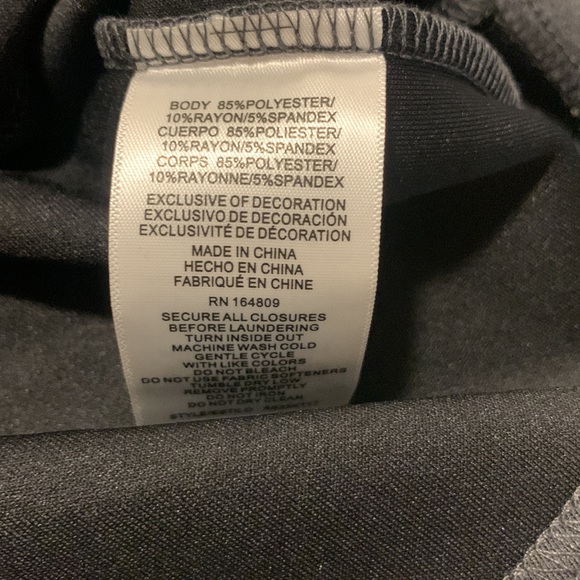 BODY 85%POLYESTER/
10%RAYON/5%SPANDEX
CUERPO 85%POLIESTER/
10%RAYON/5%SPANDEX
CORPS 85%POLYESTER/
10%RAYONNE/5%SPANDEX
EXCLUSIVE OF DECORATION
EXCLUSIVO DE DECORACIÓN
EXCLUSIVITÉ DE DÉCORATION
MADE IN CHINA
HECHO EN CHINA
FABRIQUÉ EN CHINE
RN 164809
SECURE ALL CLOSURES
BEFORE LAUNDERING
TURN INSIDE OUT
MACHINE WASH COLD
GENTLE CYCLE
WITH LIKE COLORS
DO NOT BLEACH
DO NOT USE FABRIC SOFTENERS
TUMBLE DRY LOW
REMOVE PROMPTLY
DO NOT IRON
DO NOT DRY CLEAN